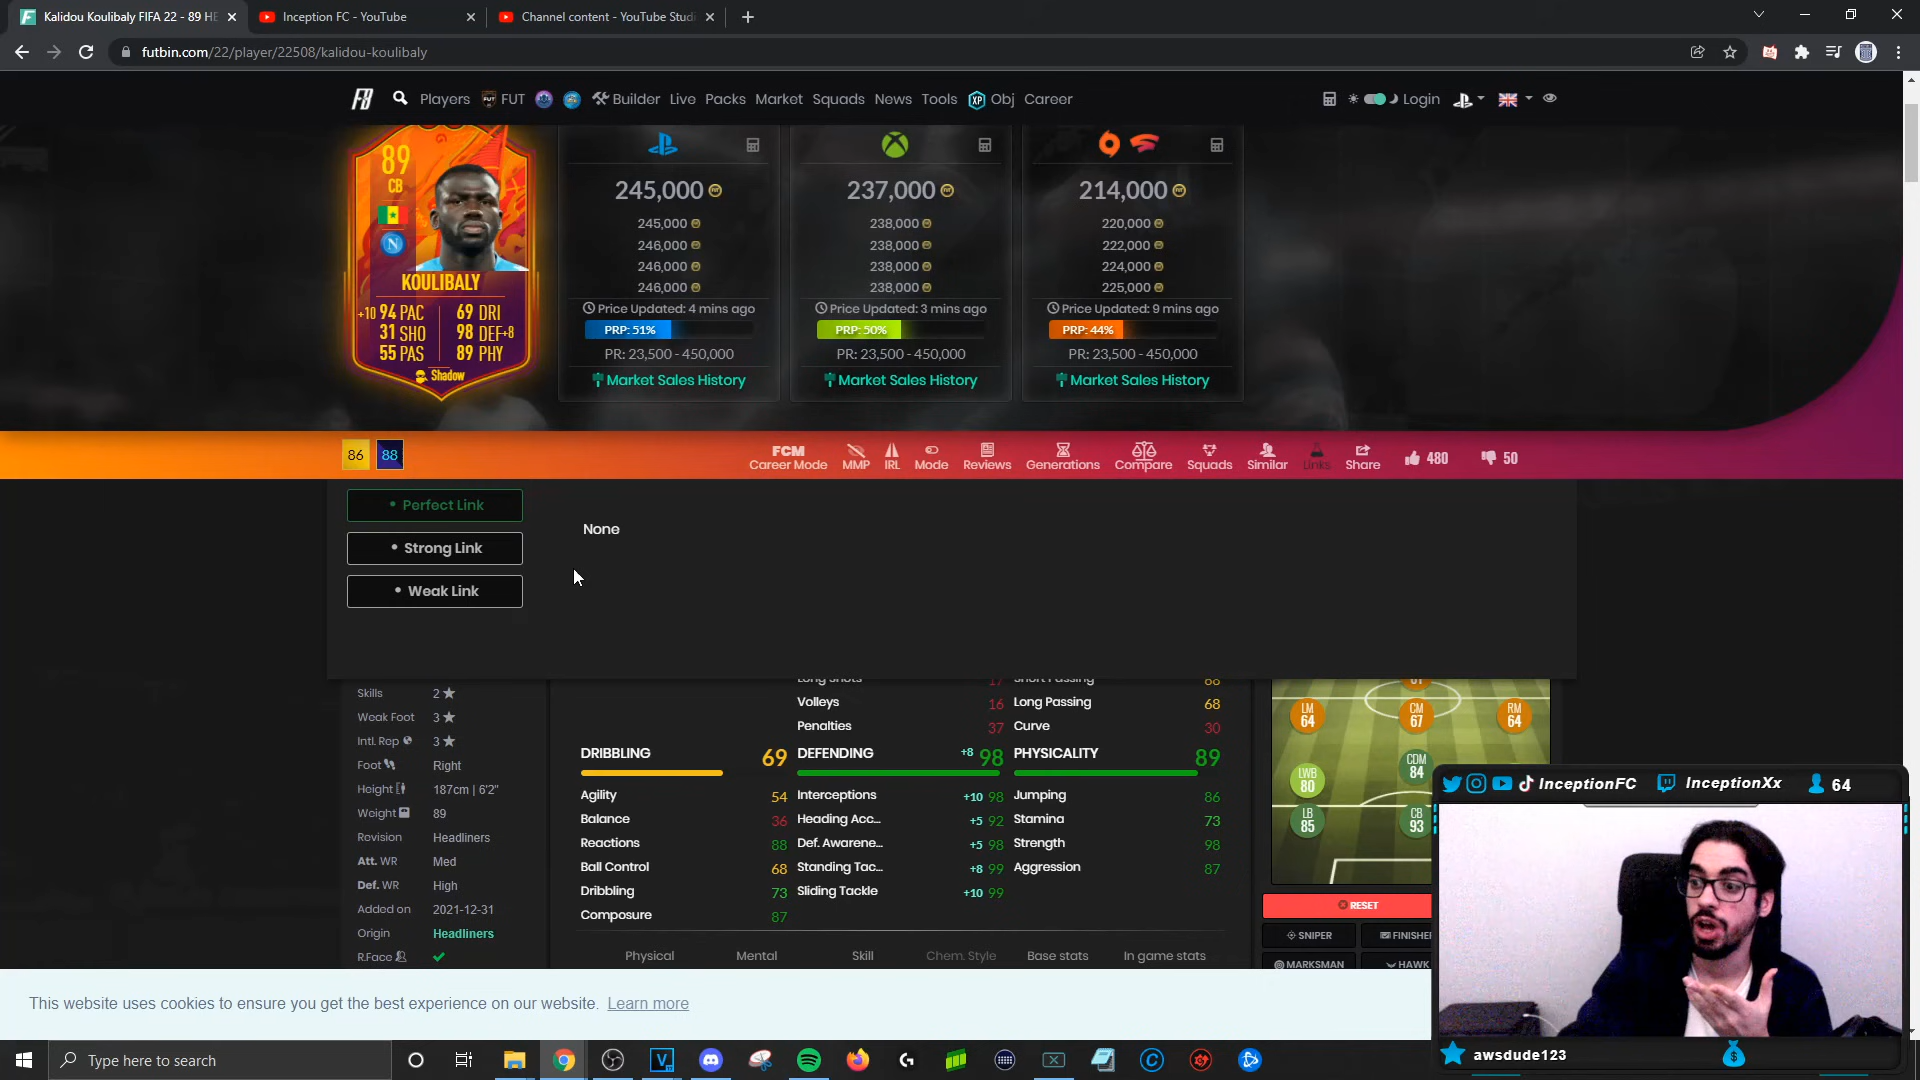 Kalidou Koulibaly FIFA 22 - 89 HE
Inception FC - YouTube
Channel content - YouTube Studi
futbin.com/22/player/22508/kalidou-koulibaly
Players FUT Builder Live Packs Market Squads News Tools XP Obj Career
Login
89
CB
N
KOULIBALY
+10 94 PAC 69 DRI
31 SHO 98 DEF+8
55 PAS 89 PHY
Shadow
245,000
245,000
246,000
246,000
246,000
Price Updated: 4 mins ago
PRP: 51%
PR: 23,500 - 450,000
Market Sales History
237,000
238,000
238,000
238,000
238,000
Price Updated: 3 mins ago
PRP: 50%
PR: 23,500 - 450,000
Market Sales History
214,000
220,000
222,000
224,000
225,000
Price Updated: 9 mins ago
PRP: 44%
PR: 23,500 - 450,000
Market Sales History
86 88
FCM
Career Mode MMP IRL Mode Reviews Generations Compare Squads Similar Links Share 480 50
• Perfect Link
• Strong Link
• Weak Link
None
Skills 2
Weak Foot 3
Intl. Rep 3
Foot Right
Height 187cm | 6'2"
Weight 89
Revision Headliners
Att. WR Med
Def. WR High
Added on 2021-12-31
Origin Headliners
R.Face
Long Shots 17 Short Passing
Volleys 16 Long Passing 68
Penalties 37 Curve 30
DRIBBLING 69
Agility 54
Balance 36
Reactions 88
Ball Control 68
Dribbling 73
Composure 87
DEFENDING +8 98
Interceptions +10 98
Heading Acc... +5 92
Def. Awarene... +5 98
Standing Tac... +8 99
Sliding Tackle +10 99
PHYSICALITY 89
Jumping 86
Stamina 73
Strength 98
Aggression 87
Physical Mental Skill Chem. Style Base stats In game stats
LM
64
CM
67
RM
64
CDM
84
LWB
80
LB
85
CB
93
RESET
SNIPER FINISHE
MARKSMAN HAWK
InceptionFC InceptionXx 64
awsdude123
This website uses cookies to ensure you get the best experience on our website. Learn more
Type here to search